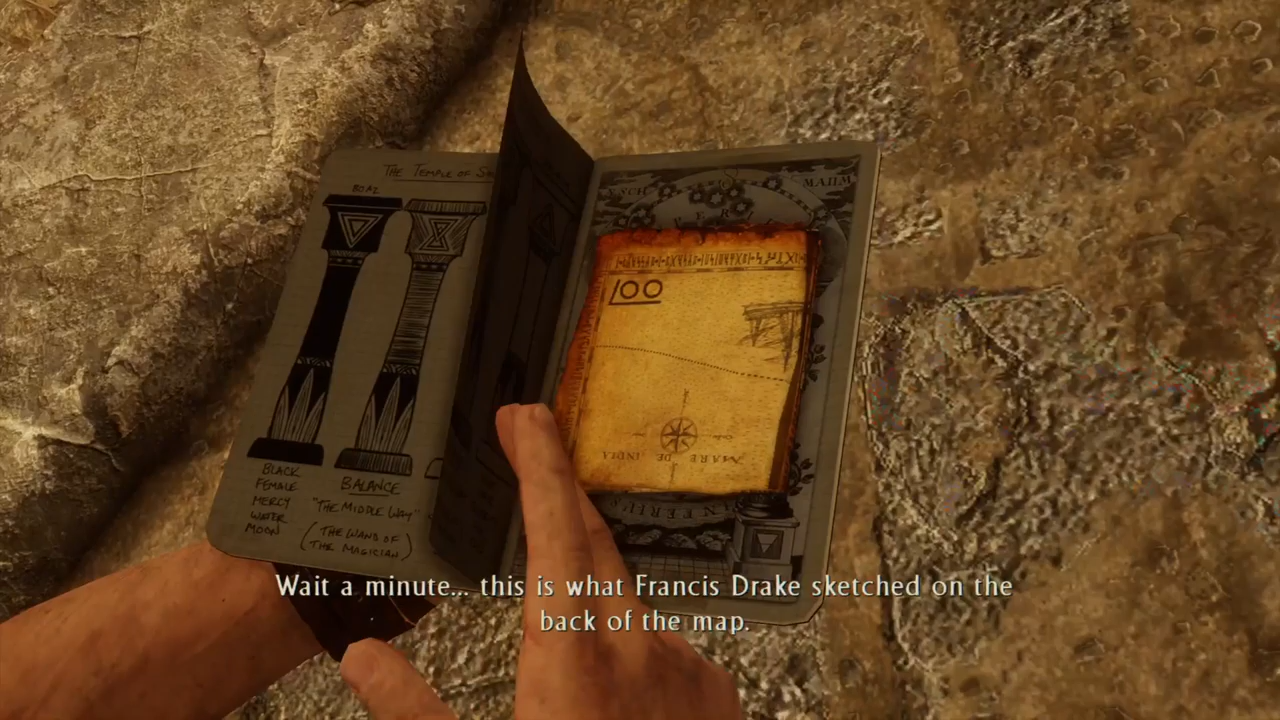 THE TEMPLE OF
BOAZ
BLACK
FEMALE
MERCY
WATER
MOON
BALANCE
"THE MIDDLE WAY"
(THE WAND OF
THE MAGICIAN)
100
MARE DE INDIA
INFERIUS
Wait a minute... this is what Francis Drake sketched on the
back of the map.